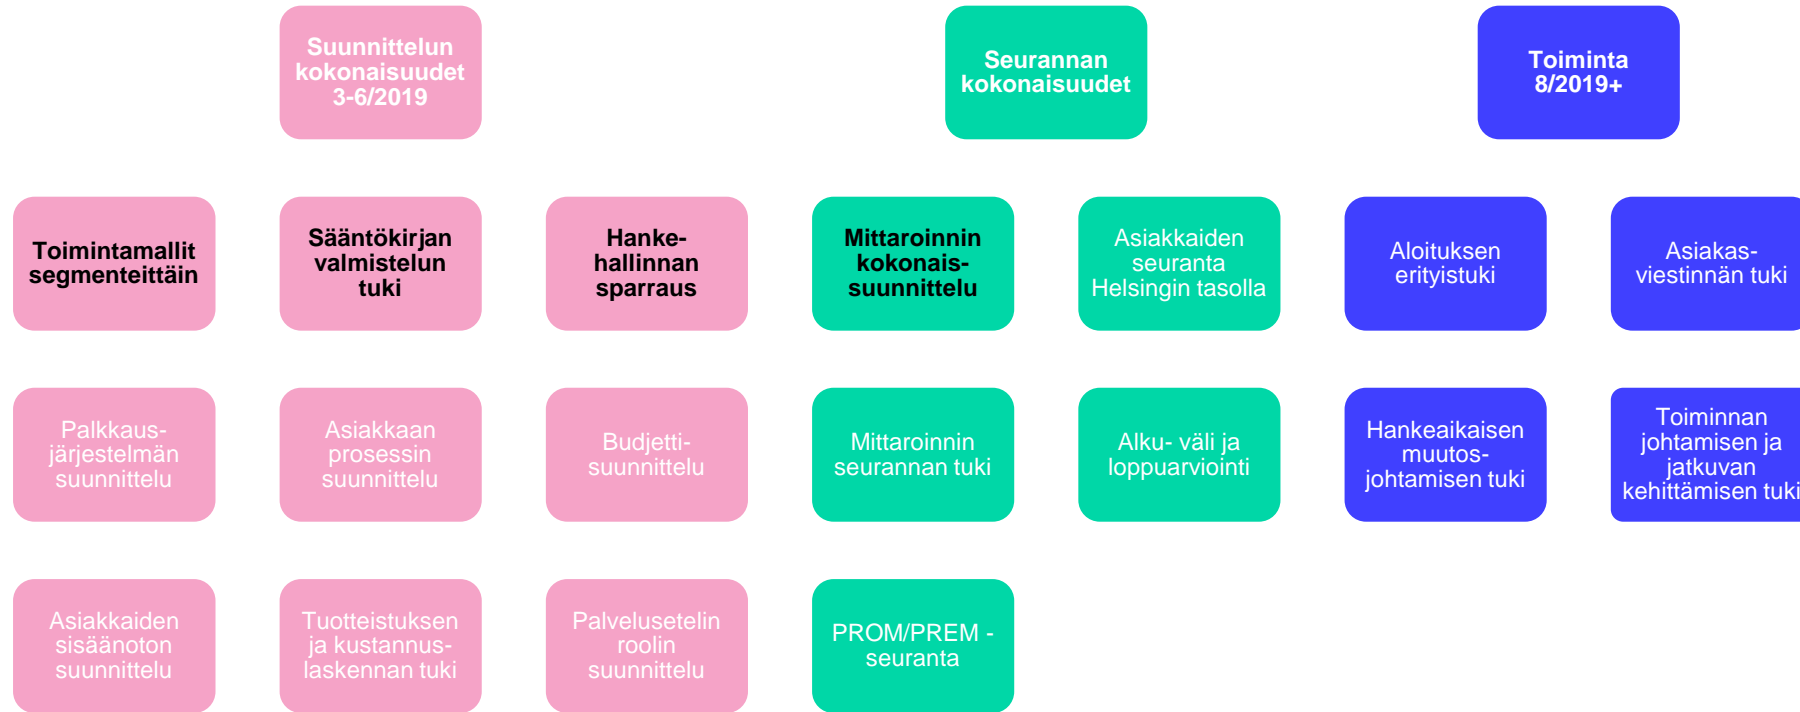 Suunnittelun
kokonaisuudet
3-6/2019
Seurannan
kokonaisuudet
Toiminta
8/2019+
Toimintamallit
segmenteittäin
Sääntökirjan
valmistelun
tuki
Hanke-
hallinnan
sparraus
Mittaroinnin
kokonais-
suunnittelu
Asiakkaiden
seuranta
Helsingin tasolla
Aloituksen
erityistuki
Asiakas-
viestinnän tuki
Palkkaus-
järjestelmän
suunnittelu
Asiakkaan
prosessin
suunnittelu
Budjetti-
suunnittelu
Mittaroinnin
seurannan tuki
Alku- väli ja
loppuarviointi
Hankeaikaisen
muutos-
johtamisen tuki
Toiminnan
johtamisen ja
jatkuvan
kehittämisen tuki
Asiakkaiden
sisäänoton
suunnittelu
Tuotteistuksen
ja kustannus-
laskennan tuki
Palvelusetelin
roolin
suunnittelu
PROM/PREM -
seuranta